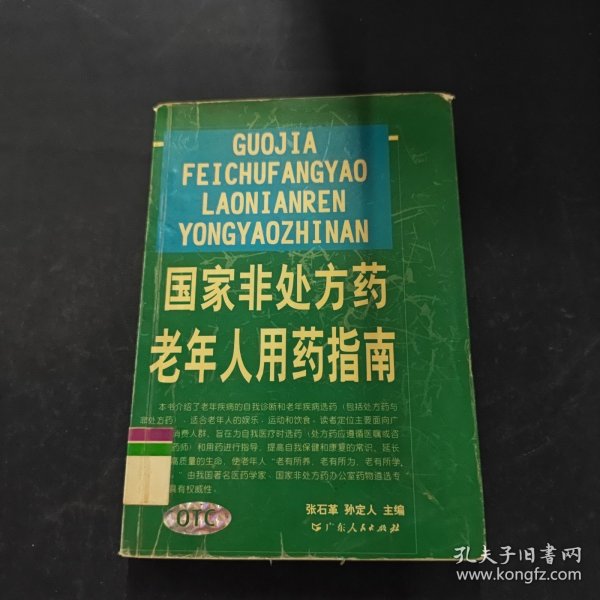 GUOJIA
FEICHUFANGYAO
LAONIANREN
YONGYAOZHINAN
国家非处方药
老年人用药指南
本书介绍了老年疾病的自我诊断和老年疾病选药（包括处方药与
非处方药），适合老年人的娱乐、运动和饮食，读者定位主要面向广
消费人群，旨在为自我医疗时选药（处方药应遵循医嘱或咨
药师）和用药进行指导，提高自我保健和康复的常识、延长
高质量的生命，使老年人“老有所养、老有所为、老有所学、
”由我国著名医药学家、国家非处方药办公室药物遴选专
具有权威性。
张石革 孙定人 主编
广东人民出版社
OTC
孔夫子旧書网
www.kongfz.com